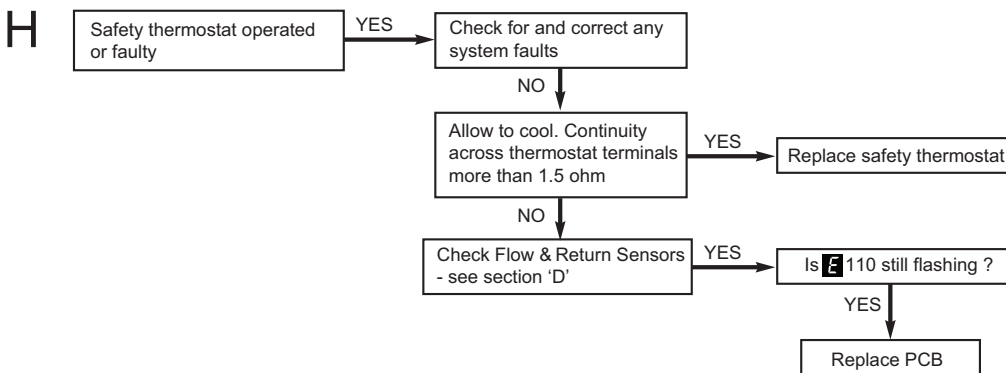 H
Safety thermostat operated
or faulty
YES
Check for and correct any
system faults
NO
Allow to cool. Continuity
across thermostat terminals
more than 1.5 ohm
YES
Replace safety thermostat
NO
Check Flow & Return Sensors
- see section ‘D’
YES
Is E 110 still flashing ?
YES
Replace PCB